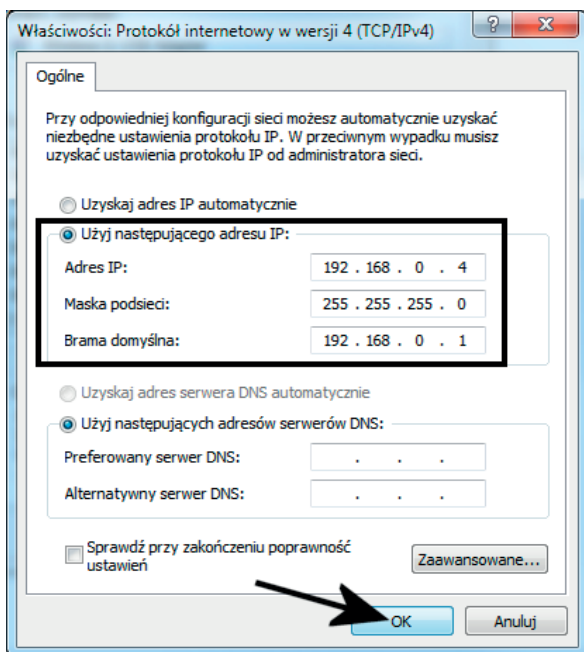 Właściwości: Protokół internetowy w wersji 4 (TCP/IPv4)
Ogólne
Przy odpowiedniej konfiguracji sieci możesz automatycznie uzyskać
niezbędne ustawienia protokołu IP. W przeciwnym wypadku musisz
uzyskać ustawienia protokołu IP od administratora sieci.
Uzyskaj adres IP automatycznie
Użyj następującego adresu IP:
Adres IP: 192 . 168 . 0 . 4
Maska podsieci: 255 . 255 . 255 . 0
Brama domyślna: 192 . 168 . 0 . 1
Uzyskaj adres serwera DNS automatycznie
Użyj następujących adresów serwerów DNS:
Preferowany serwer DNS: . . .
Alternatywny serwer DNS: . . .
Sprawdź przy zakończeniu poprawność
ustawień
Zaawansowane...
OK Anuluj